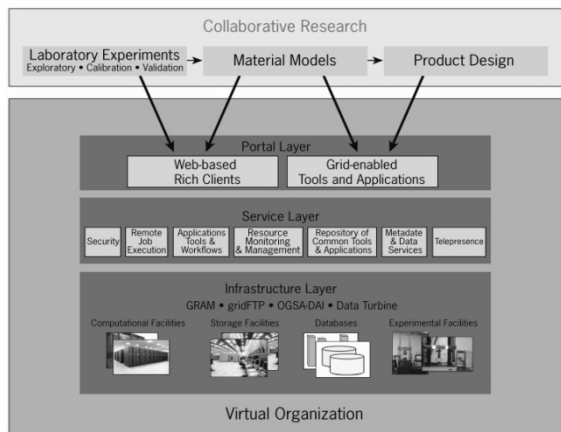 Collaborative Research
Laboratory Experiments
Exploratory • Calibration • Validation
Material Models
Product Design
Portal Layer
Web-based
Rich Clients
Grid-enabled
Tools and Applications
Service Layer
Security
Remote
Job
Execution
Applications
Tools &
Workflows
Resource
Monitoring
& Management
Repository of
Common Tools
& Applications
Metadate
& Data
Services
Telepresence
Infrastructure Layer
GRAM • gridFTP • OGSA-DAI • Data Turbine
Computational Facilities
Storage Facilities
Databases
Experimental Facilities
Virtual Organization